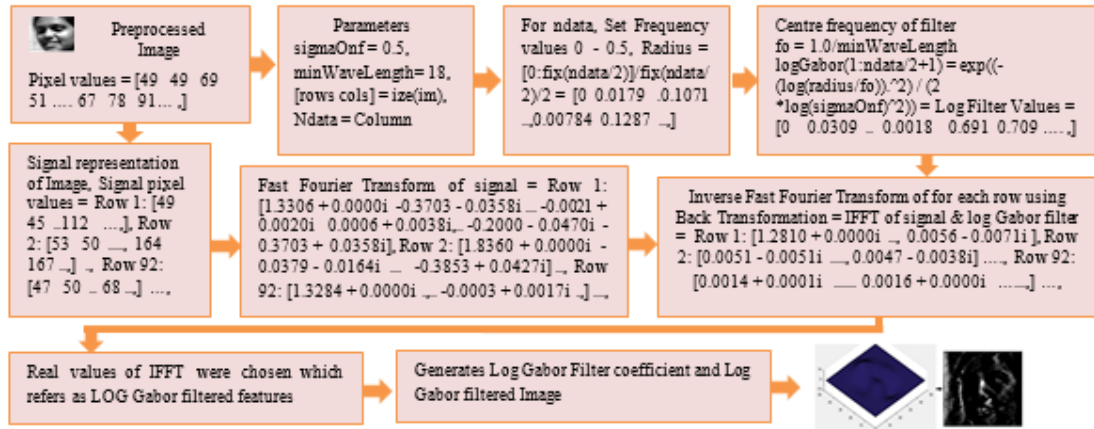 Preprocessed
Image
Pixel values = [49 49 69
51 .... 67 78 91... ,]
Parameters
sigmaOnf = 0.5,
minWaveLength= 18,
[rows cols] = ize(im),
Ndata = Column
For ndata, Set Frequency
values 0 - 0.5, Radius =
[0:fix(ndata/2)]/fix(ndata/
2)/2 = [0 0.0179 .0.1071
..,0.00784 0.1287 ..,]
Centre frequency of filter
fo = 1.0/minWaveLength
logGabor(1:ndata/2+1) = exp((-
(log(radius/fo)).^2) / (2
*log(sigmaOnf)^2)) = Log Filter Values =
[0 0.0309 .. 0.0018 0.691 0.709 .... ,]
Signal representation
of Image, Signal pixel
values = Row 1: [49
45 ..112 ....,], Row
2: [53 50 ...., 164
167 ..,] ., Row 92:
[47 50 .. 68 ..,] ....,
Fast Fourier Transform of signal = Row 1:
[1.3306 + 0.0000i -0.3703 - 0.0358i ... -0.0021 +
0.0020i 0.0006 + 0.0038i,.. -0.2000 - 0.0470i -
0.3703 + 0.0358i], Row 2: [1.8360 + 0.0000i -
0.0379 - 0.0164i ... -0.3853 + 0.0427i] .., Row
92: [1.3284 + 0.0000i .,.. -0.0003 + 0.0017i ..,] ...,
Inverse Fast Fourier Transform of for each row using
Back Transformation = IFFT of signal & log Gabor filter
= Row 1: [1.2810 + 0.0000i .., 0.0056 - 0.0071i ], Row
2: [0.0051 - 0.0051i ...., 0.0047 - 0.0038i] ...., Row 92:
[0.0014 + 0.0001i ..... 0.0016 + 0.0000i .....,] ....,
Real values of IFFT were chosen which
refers as LOG Gabor filtered features
Generates Log Gabor Filter coefficient and Log
Gabor filtered Image